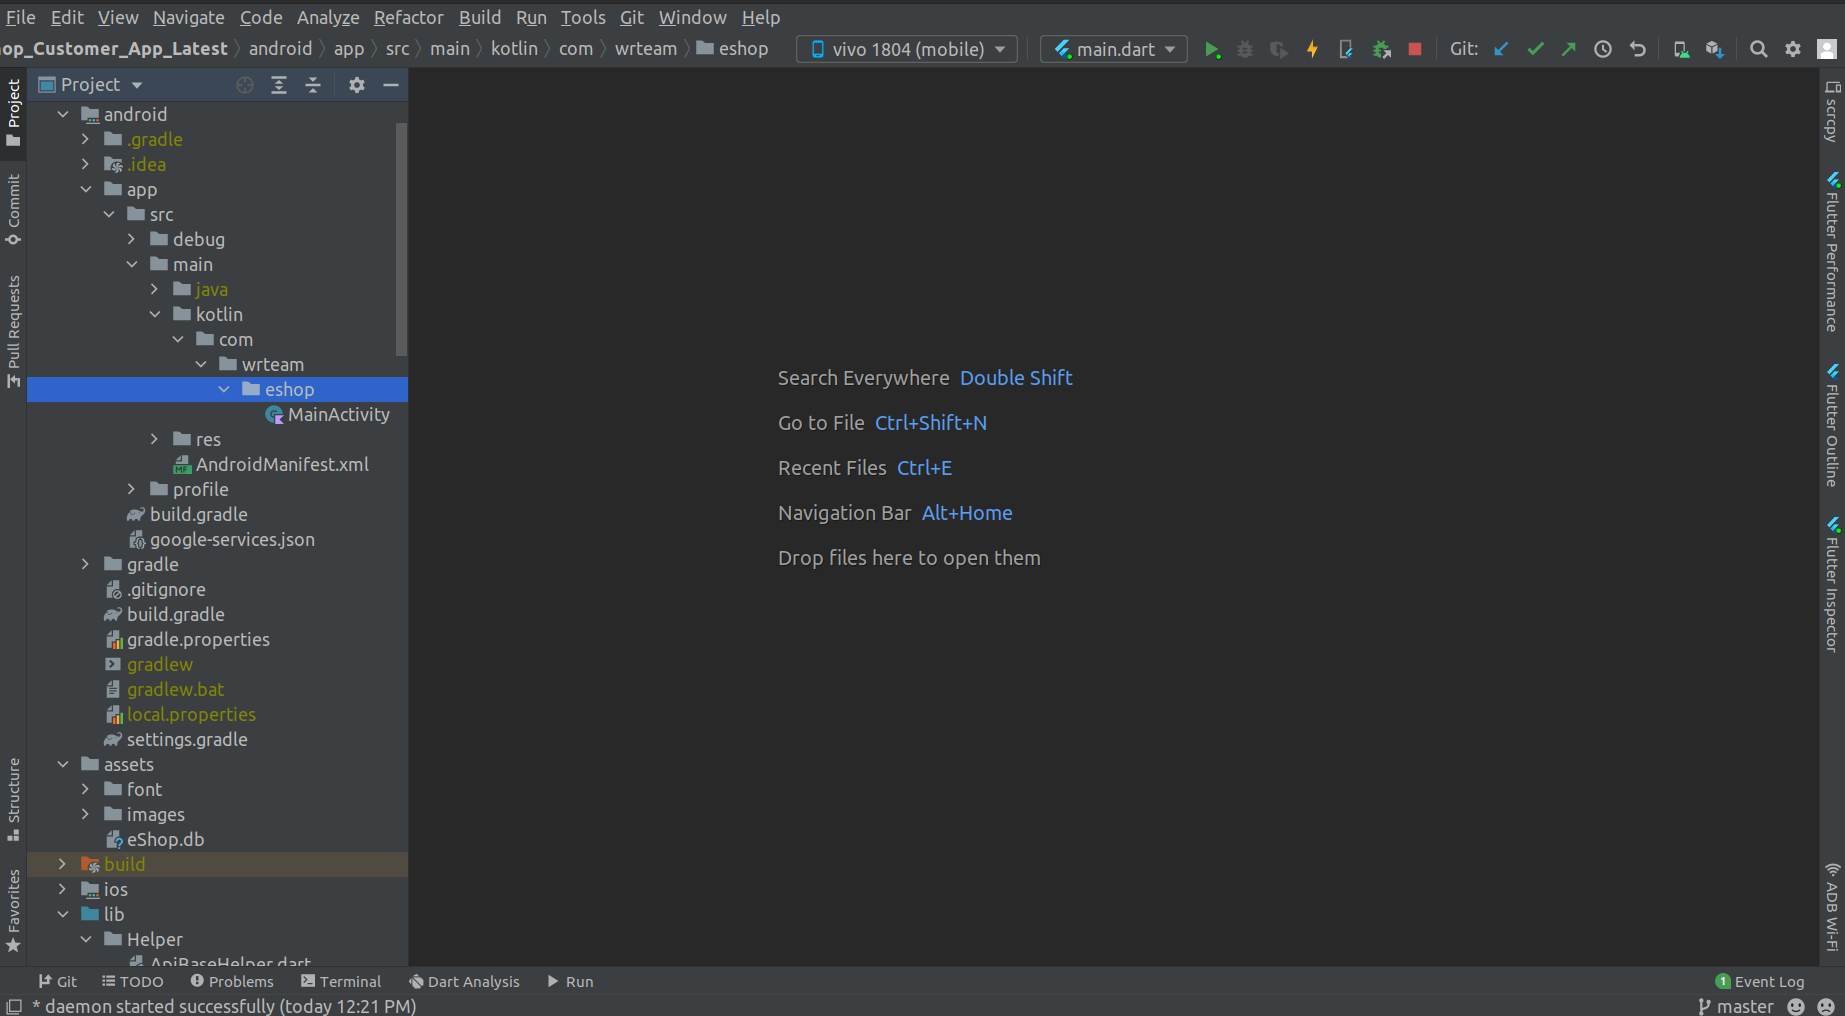 File Edit View Navigate Code Analyze Refactor Build Run Tools Git Window Help
op_Customer_App_Latest android app src main kotlin com wrteam eshop vivo 1804 (mobile) main.dart Git:
Project
Project
Commit
Pull Requests
Structure
Favorites
android
.gradle
.idea
app
src
debug
main
java
kotlin
com
wrteam
eshop
MainActivity
res
AndroidManifest.xml
profile
build.gradle
google-services.json
gradle
.gitignore
build.gradle
gradle.properties
gradlew
gradlew.bat
local.properties
settings.gradle
assets
font
images
eShop.db
build
ios
lib
Helper
ApiBaseHelper.dart
Search Everywhere Double Shift
Go to File Ctrl+Shift+N
Recent Files Ctrl+E
Navigation Bar Alt+Home
Drop files here to open them
scrcpy
Flutter Performance
Flutter Outline
Flutter Inspector
ADB Wi-Fi
Git TODO Problems Terminal Dart Analysis Run 1 Event Log
* daemon started successfully (today 12:21 PM) master